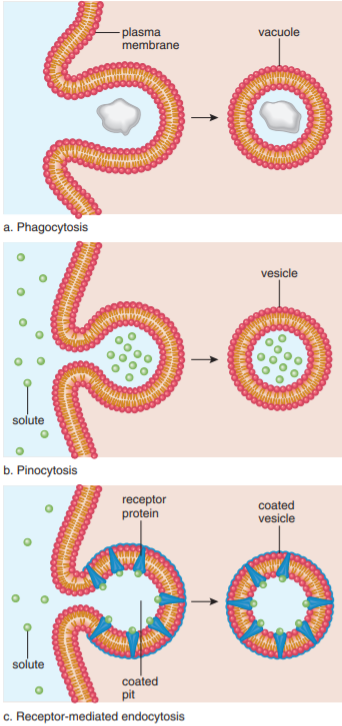 plasma
membrane
vacuole
a. Phagocytosis
vesicle
solute
b. Pinocytosis
receptor
protein
coated
vesicle
solute
coated
pit
c. Receptor-mediated endocytosis